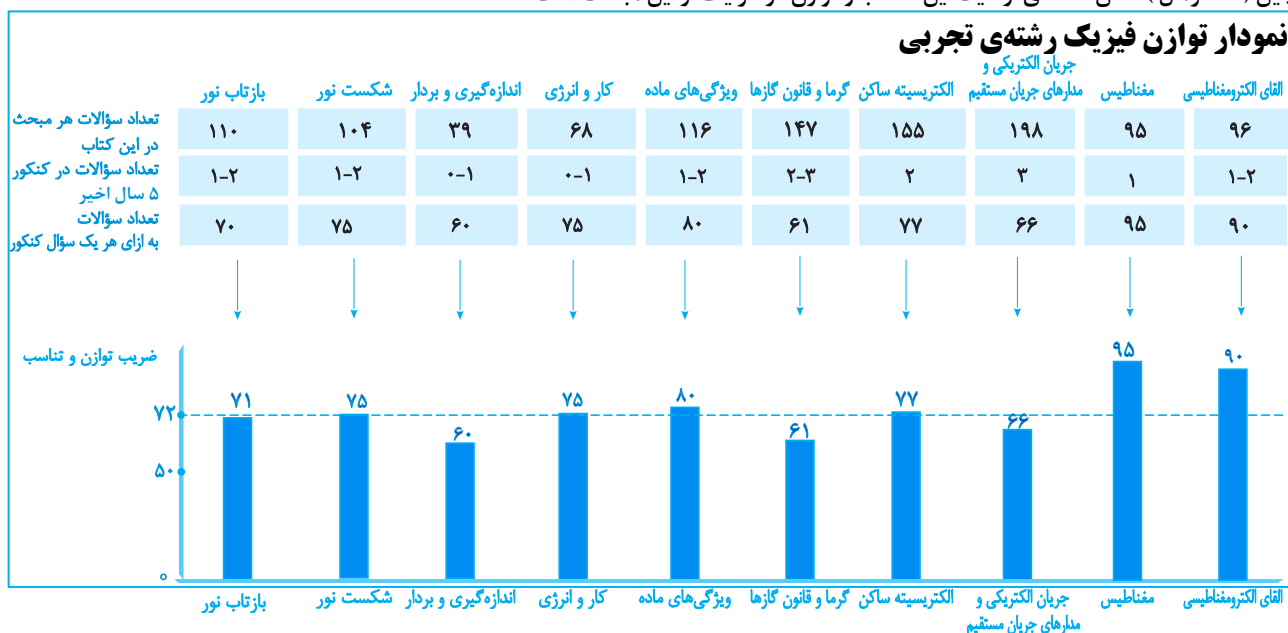 نمودار توازن فیزیک رشته‌ی تجربی
بازتاب نور شکست نور اندازه‌گیری و بردار کار و انرژی ویژگی‌های ماده گرما و قانون گازها الکتریسیته ساکن جریان الکتریکی و مدارهای جریان مستقیم مغناطیس القای الکترومغناطیسی
تعداد سؤالات هر مبحث
در این کتاب
۱۱۰ ۱۰۴ ۳۹ ۶۸ ۱۱۶ ۱۴۷ ۱۵۵ ۱۹۸ ۹۵ ۹۶
تعداد سؤالات در کنکور
۵ سال اخیر
۱-۲ ۱-۲ ۰-۱ ۰-۱ ۱-۲ ۲-۳ ۲ ۳ ۱ ۱-۲
تعداد سؤالات
به ازای هر یک سؤال کنکور
۷۰ ۷۵ ۶۰ ۷۵ ۸۰ ۶۱ ۷۷ ۶۶ ۹۵ ۹۰
ضریب توازن و تناسب
۷۱ ۷۵ ۶۰ ۷۵ ۸۰ ۶۱ ۷۷ ۶۶ ۹۵ ۹۰
۷۲
۵۰
۰
بازتاب نور شکست نور اندازه‌گیری و بردار کار و انرژی ویژگی‌های ماده گرما و قانون گازها الکتریسیته ساکن جریان الکتریکی و مدارهای جریان مستقیم مغناطیس القای الکترومغناطیسی